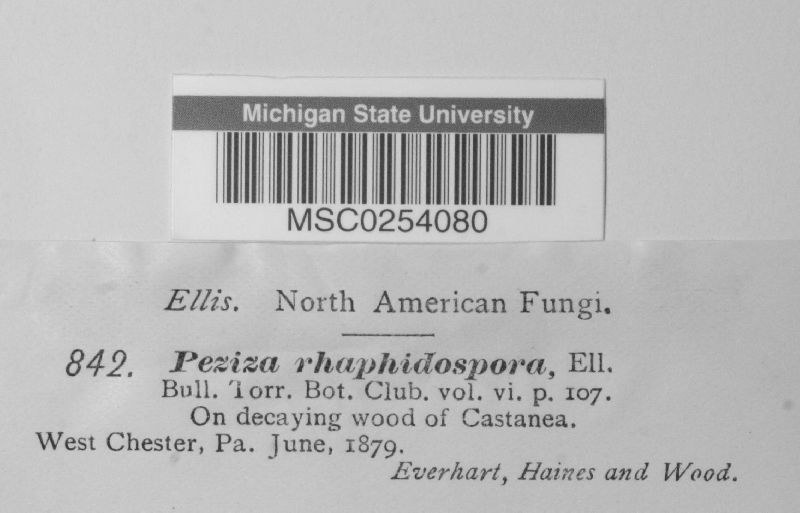 Michigan State University
MSC0254080
Ellis. North American Fungi.
842. Peziza rhaphidospora, Ell.
Bull. Torr. Bot. Club. vol. vi. p. 107.
On decaying wood of Castanea.
West Chester, Pa. June, 1879.
Everhart, Haines and Wood.